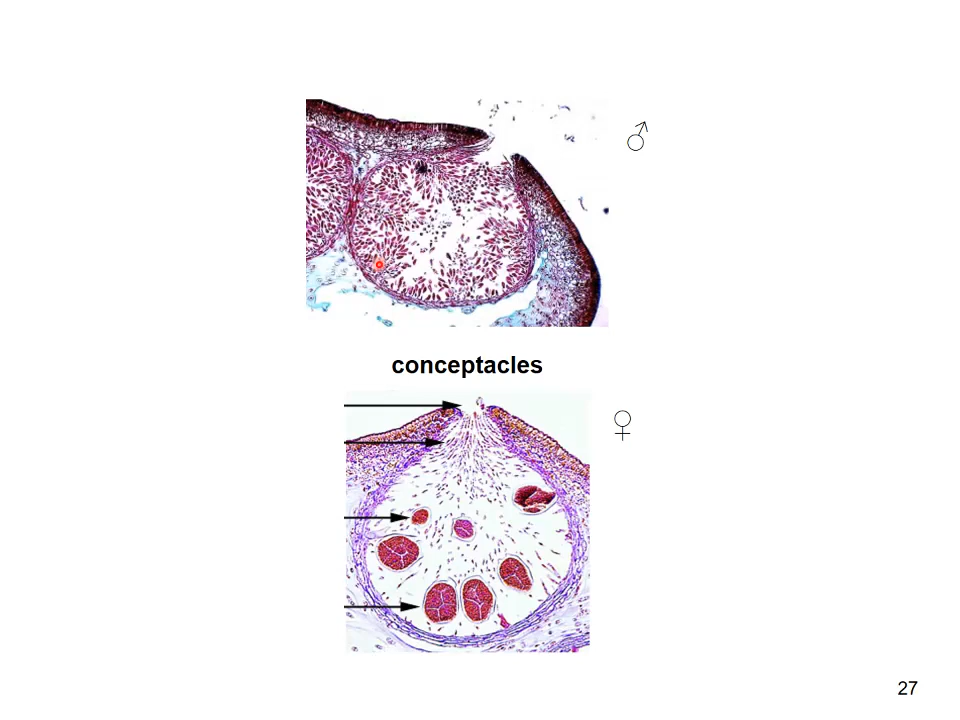 ♂
conceptacles
♀
27